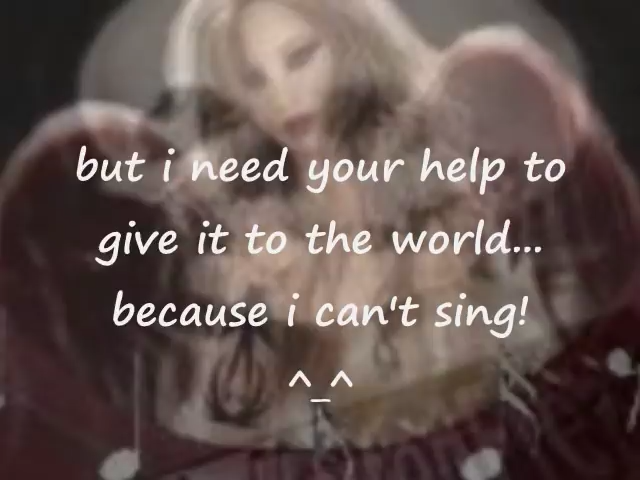 but i need your help to
give it to the world...
because i can't sing!
^_^